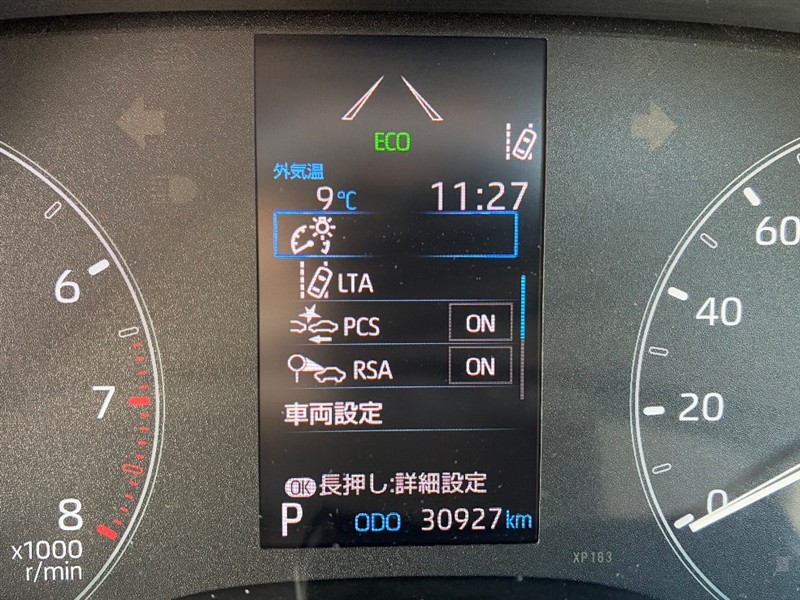 ECO
外気温
9℃ 11:27
LTA
PCS ON
RSA ON
車両設定
OK 長押し:詳細設定
P ODO 30927 km
6
7
8
x1000
r/min
60
40
20
0
XP163